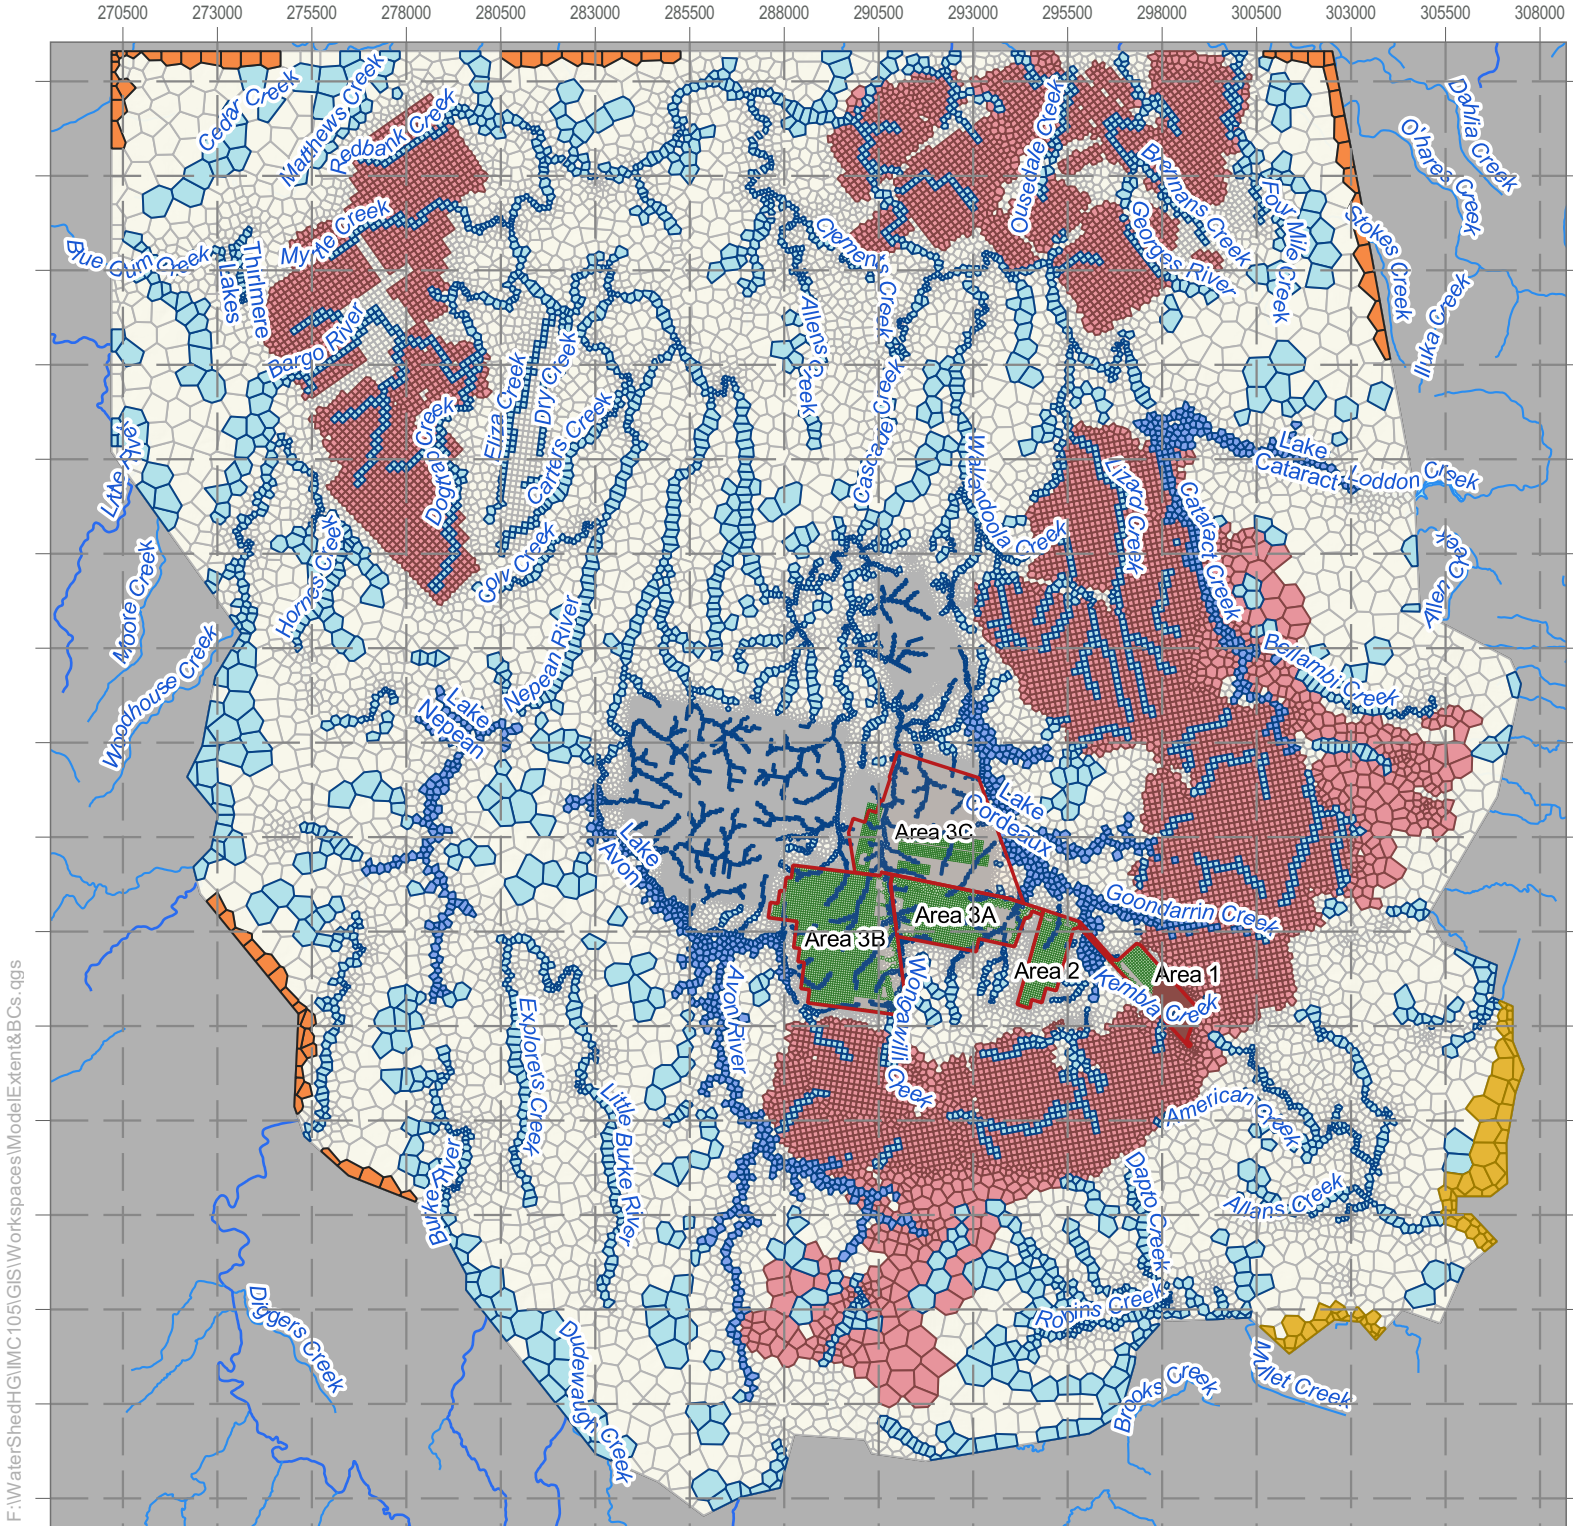 270500 273000 275500 278000 280500 283000 285500 288000 290500 293000 295500 298000 300500 303000 305500 308000
Cedar Creek
Matthews Creek
Redbank Creek
Ousedale Creek
Brennans Creek
Dahlia Creek
O'hares Creek
Four Mile Creek
Stokes Creek
Myrtle Creek
Clements Creek
Georges River
Blue Gum Creek
Thirlmere
Lakes
Iluka Creek
Bargo River
Allens Creek
Eliza Creek
Dry Creek
Cascade Creek
Carters Creek
Dogtrap Creek
Wallandoola Creek
Lizard Creek
Cataract Creek
Lake
Cataract
Loddon Creek
Little
Cow Creek
Hornes Creek
Moore Creek
Allen
Woodhouse Creek
Nepean River
Bellambi Creek
Lake
Nepean
Lake
Cordeaux
Lake
Avon
Area 3C
Area 3A
Area 3B
Area 2
Area 1
Goondarrin Creek
Kembla Creek
Wongawilli Creek
Avon River
Explorers Creek
Little Burke River
Burke River
American Creek
Dapto Creek
Allans Creek
Robins Creek
Diggers Creek
Dudewaugh Creek
Brooks Creek
Mullet Creek
F:\WaterShedHG\IMC105\GIS\Workspaces\ModelExtent&BCs.qgs